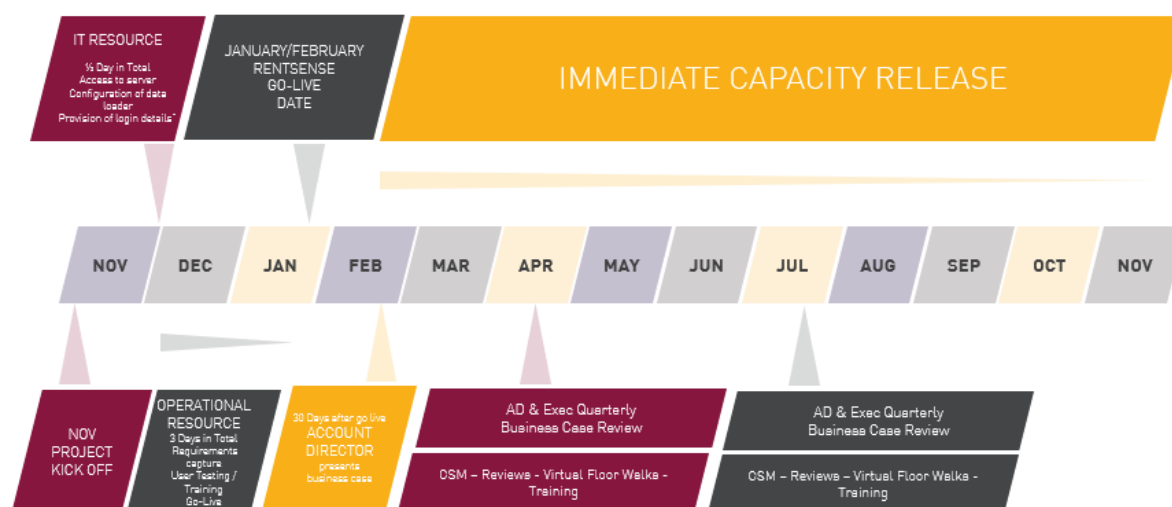 IT RESOURCE
½ Day in Total
Access to server
Configuration of data
loader
Provision of login details*
JANUARY/FEBRUARY
RENTSENSE
GO-LIVE
DATE
IMMEDIATE CAPACITY RELEASE
NOV DEC JAN FEB MAR APR MAY JUN JUL AUG SEP OCT NOV
NOV
PROJECT
KICK OFF
OPERATIONAL
RESOURCE
3 Days in Total
Requirements
capture
User Testing /
Training
Go-Live
30 Days after go live
ACCOUNT
DIRECTOR
presents
business case
AD & Exec Quarterly
Business Case Review
CSM – Reviews - Virtual Floor Walks -
Training
AD & Exec Quarterly
Business Case Review
CSM – Reviews – Virtual Floor Walks -
Training